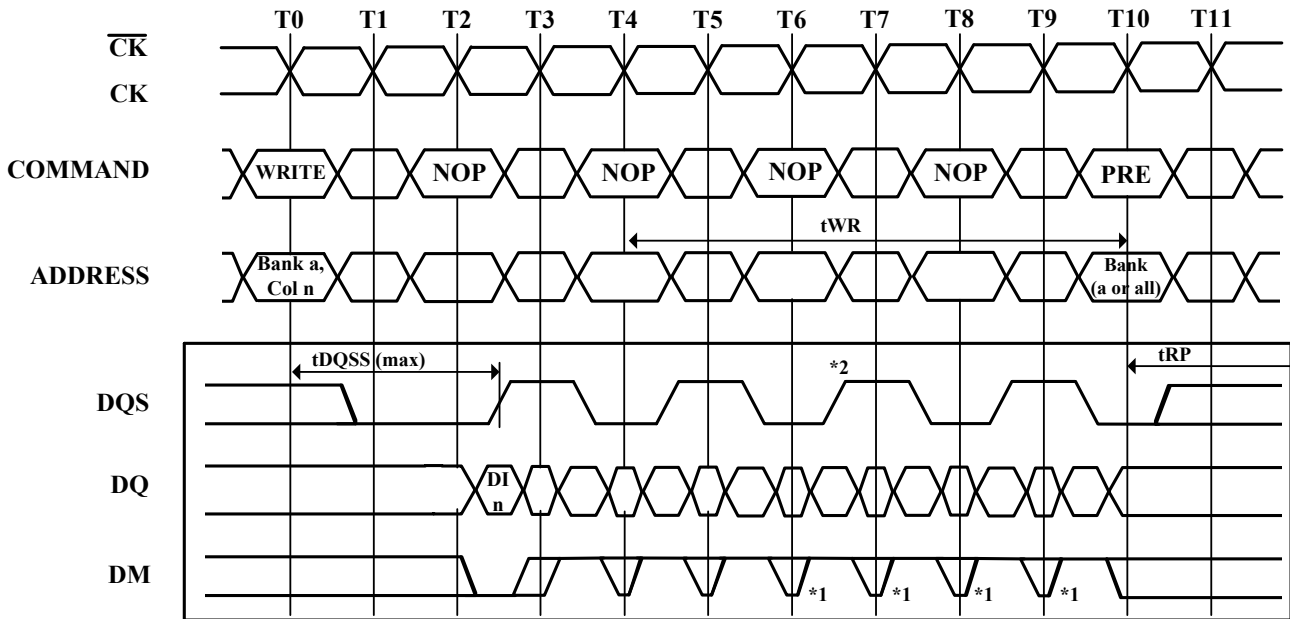 T0 T1 T2 T3 T4 T5 T6 T7 T8 T9 T10 T11
CK
CK
COMMAND WRITE NOP NOP NOP NOP PRE
tWR
ADDRESS Bank a, Col n Bank (a or all)
tDQSS (max) *2 tRP
DQS
DQ DI n
DM *1 *1 *1 *1